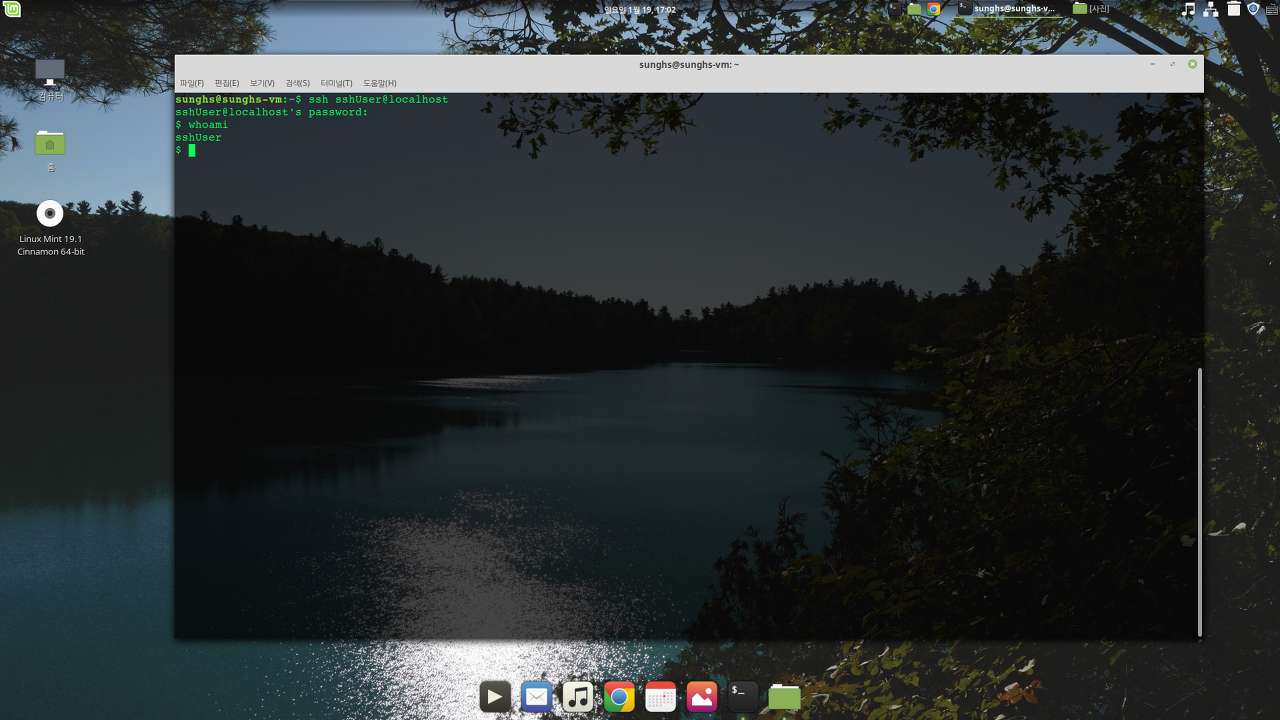 일요일 1월 19, 17:02
sunghs@sunghs-v...
[사진]
컴퓨터
홈
Linux Mint 19.1
Cinnamon 64-bit
sunghs@sunghs-vm: ~
파일(F) 편집(E) 보기(V) 검색(S) 터미널(T) 도움말(H)
sunghs@sunghs-vm:~$ ssh sshUser@localhost
sshUser@localhost's password:
$ whoami
sshUser
$
$_